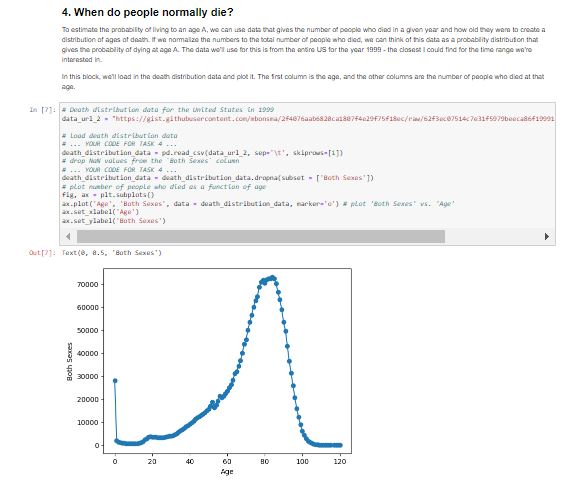 4. When do people normally die?
To estimate the probability of living to an age A, we can use data that gives the number of people who died in a given year and how old they were to create a
distribution of ages of death. If we normalize the numbers to the total number of people who died, we can think of this data as a probability distribution that
gives the probability of dying at age A. The data we'll use for this is from the entire US for the year 1999 - the closest I could find for the time range we're
interested in.
In this block, we'll load in the death distribution data and plot it. The first column is the age, and the other columns are the number of people who died at that
age.
In [7]:
# Death distribution data for the United States in 1999
data_url_2 = "https://gist.githubusercontent.com/mbonsma/
# load death distribution data
# ... YOUR CODE FOR TASK 4 ...
death_distribution_data = pd.read_csv(data_url_2, sep='\t', skiprows=[1])
# drop NaN values from the `Both Sexes` column
# ... YOUR CODE FOR TASK 4 ...
death_distribution_data = death_distribution_data.dropna(subset = ['Both Sexes'])
# plot number of people who died as a function of age
fig, ax = plt.subplots()
ax.plot('Age', 'Both Sexes', data = death_distribution_data, marker='o') # plot 'Both Sexes' vs. 'Age'
ax.set_xlabel('Age')
ax.set_ylabel('Both Sexes')
Out[7]: Text(0, 0.5, 'Both Sexes')
70000
60000
50000
40000
30000
20000
10000
0
Both Sexes
0 20 40 60 80 100 120
Age